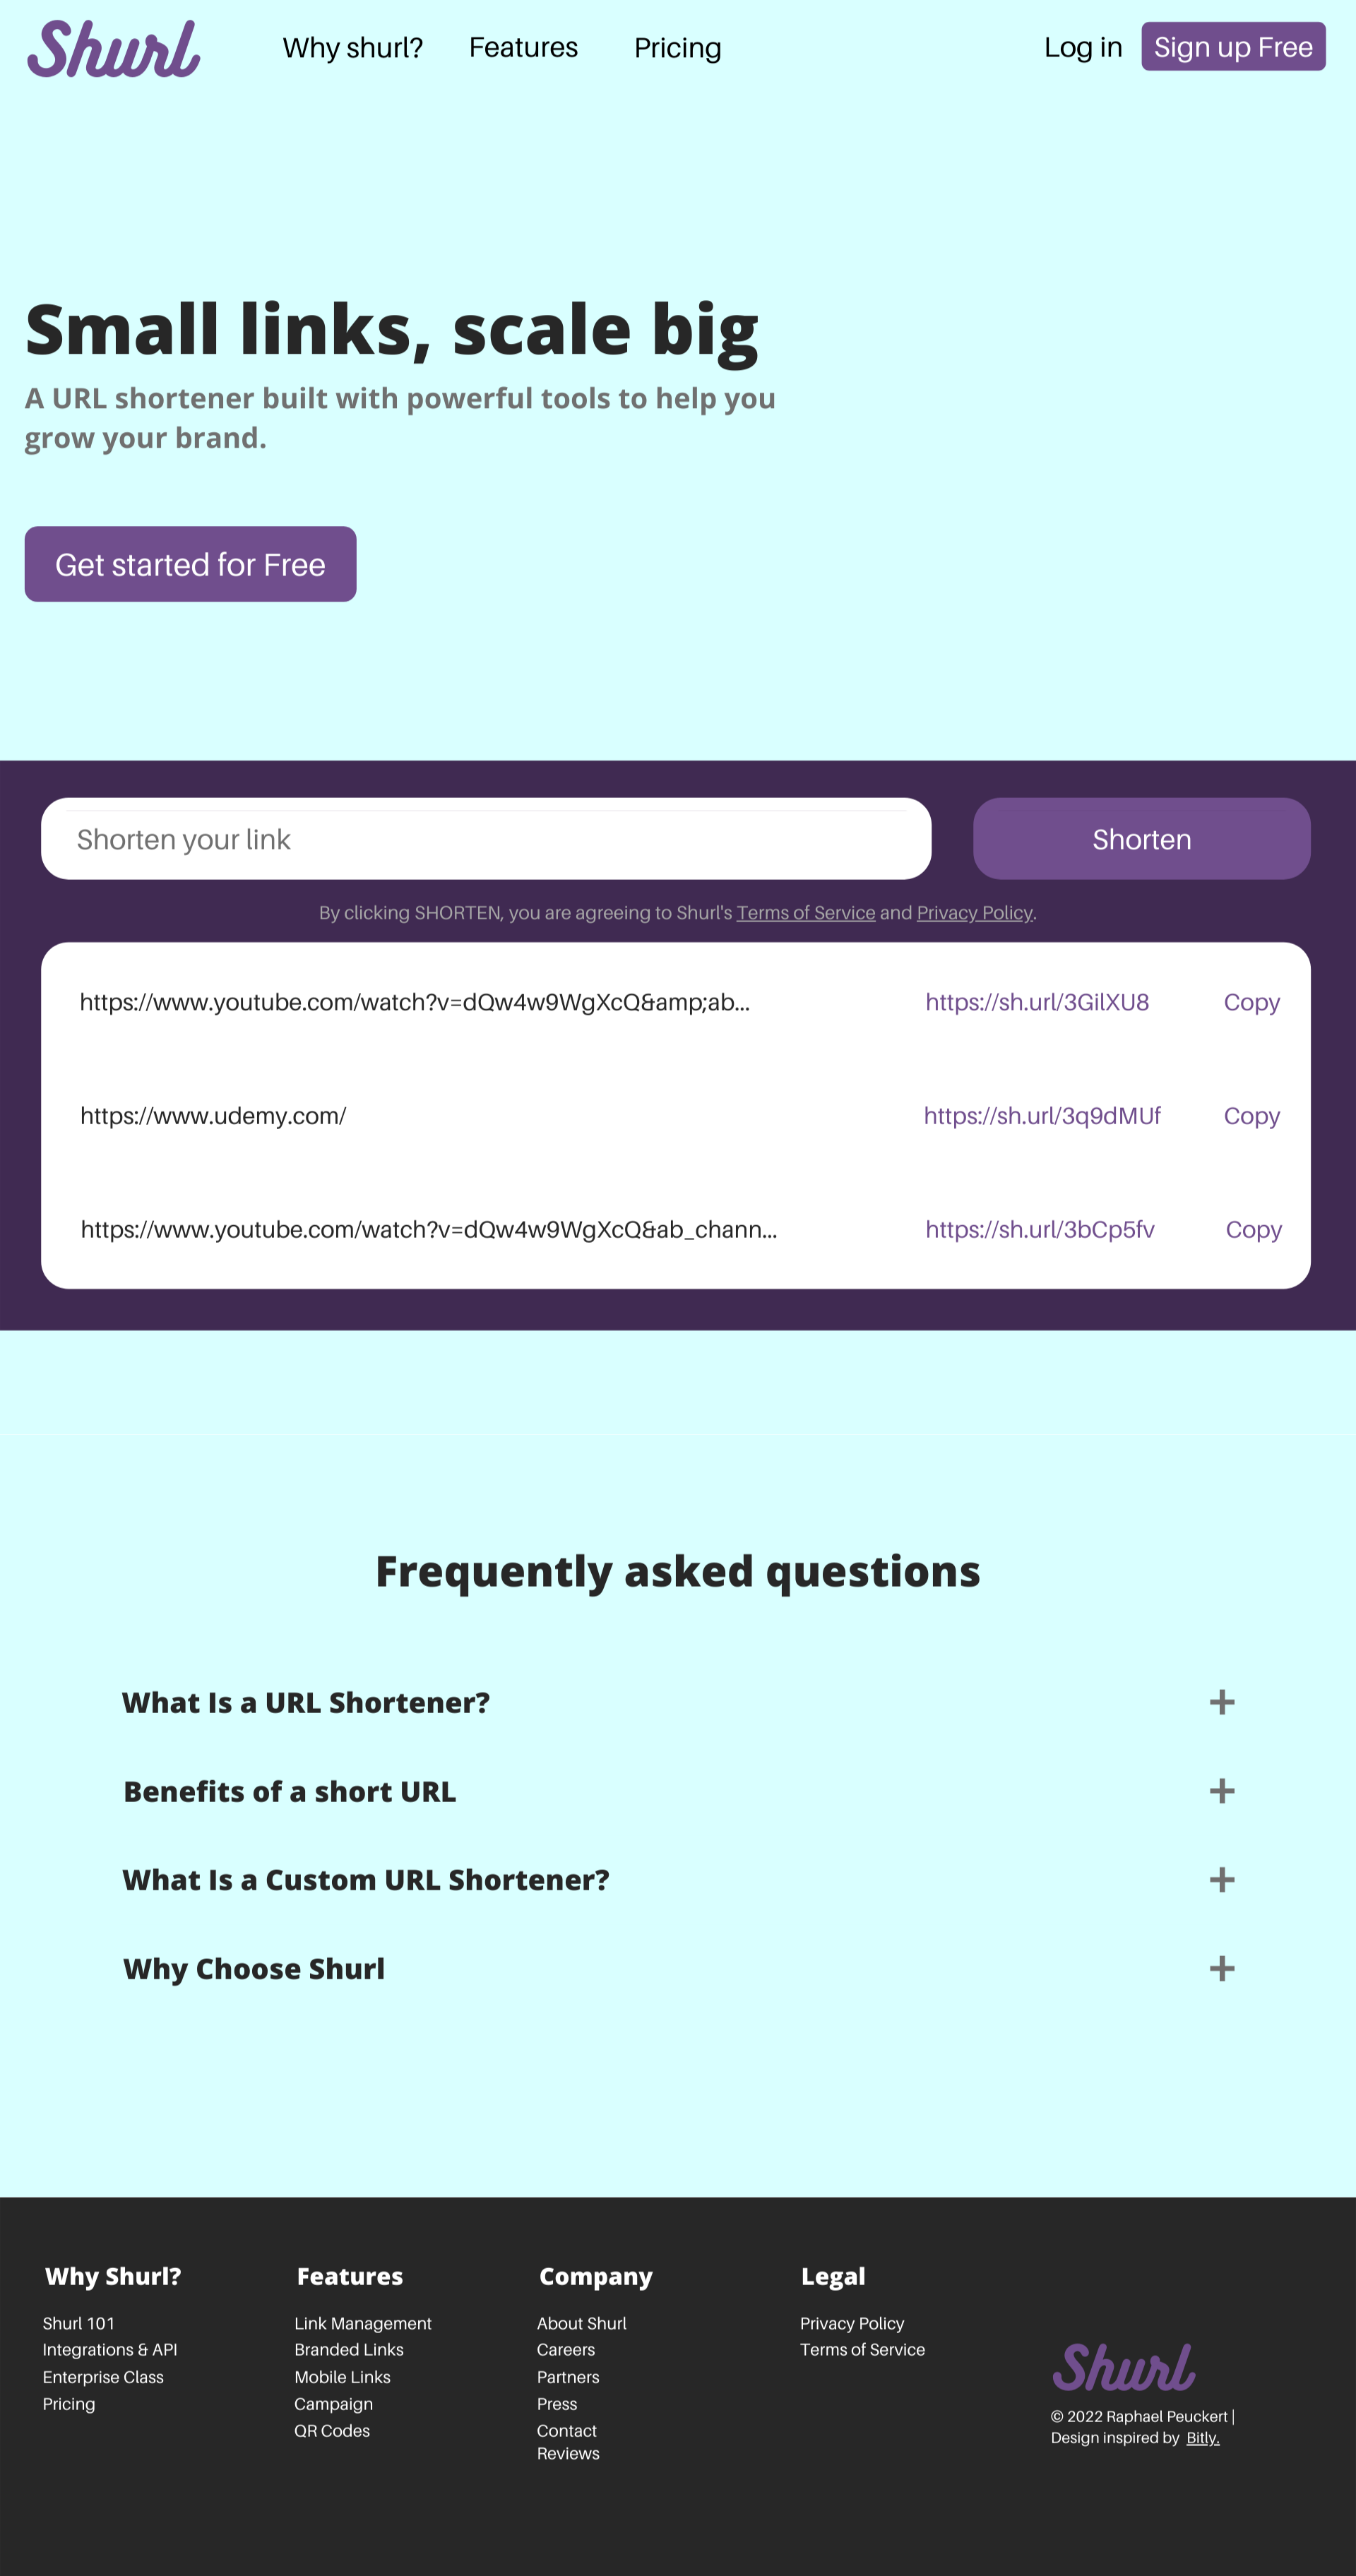 Shurl
Why shurl?
Features
Pricing
Log in
Sign up Free
Small links, scale big
A URL shortener built with powerful tools to help you
grow your brand.
Get started for Free
Shorten your link
Shorten
By clicking SHORTEN, you are agreeing to Shurl's Terms of Service and Privacy Policy.
https://www.youtube.com/watch?v=dQw4w9WgXcQ&amp;ab...
https://sh.url/3GilXU8
Copy
https://www.udemy.com/
https://sh.url/3q9dMUf
Copy
https://www.youtube.com/watch?v=dQw4w9WgXcQ&ab_chann...
https://sh.url/3bCp5fv
Copy
Frequently asked questions
What Is a URL Shortener?
Benefits of a short URL
What Is a Custom URL Shortener?
Why Choose Shurl
Why Shurl?
Shurl 101
Integrations & API
Enterprise Class
Pricing
Features
Link Management
Branded Links
Mobile Links
Campaign
QR Codes
Company
About Shurl
Careers
Partners
Press
Contact
Reviews
Legal
Privacy Policy
Terms of Service
Shurl
© 2022 Raphael Peuckert |
Design inspired by Bitly.